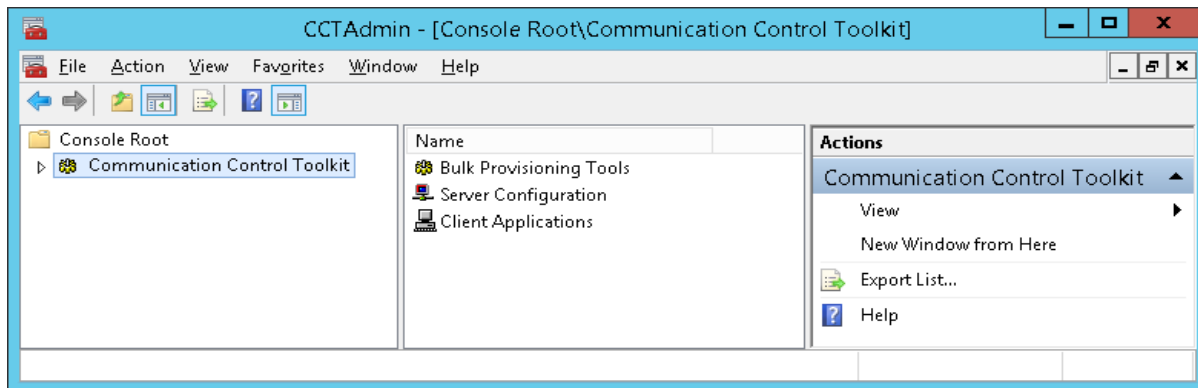 CCTAdmin - [Console Root\Communication Control Toolkit]
File Action View Favorites Window Help
Console Root
Communication Control Toolkit
Name
Bulk Provisioning Tools
Server Configuration
Client Applications
Actions
Communication Control Toolkit
View
New Window from Here
Export List...
Help